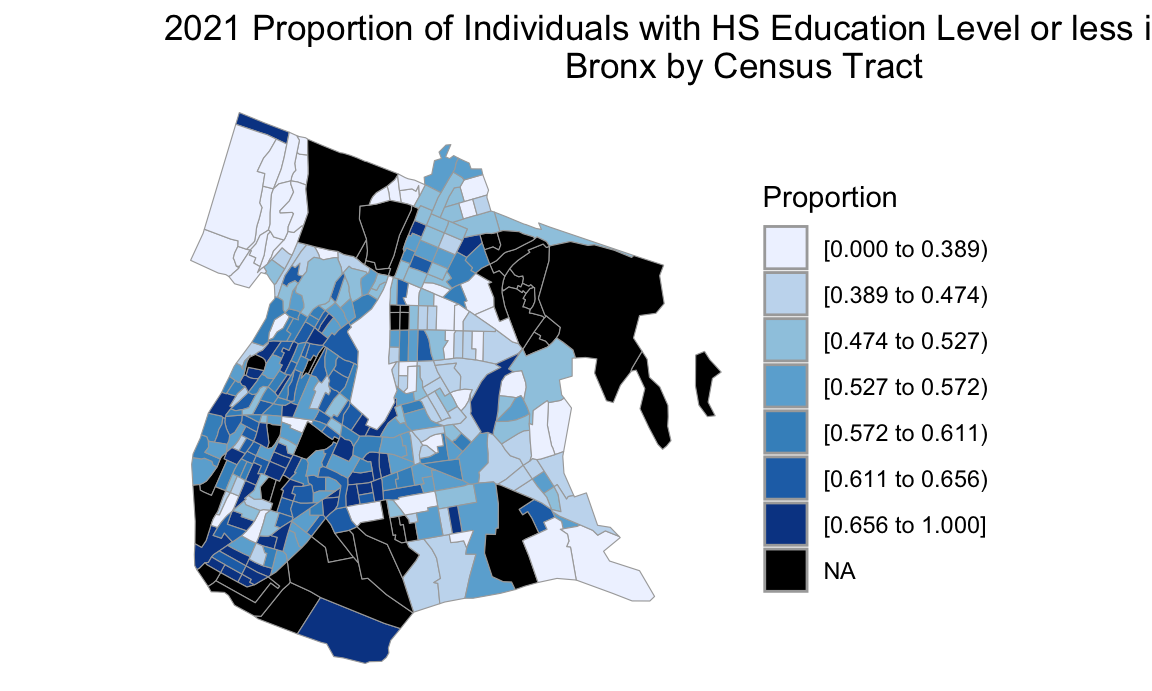 2021 Proportion of Individuals with HS Education Level or less i
Bronx by Census Tract
Proportion
[0.000 to 0.389)
[0.389 to 0.474)
[0.474 to 0.527)
[0.527 to 0.572)
[0.572 to 0.611)
[0.611 to 0.656)
[0.656 to 1.000]
NA